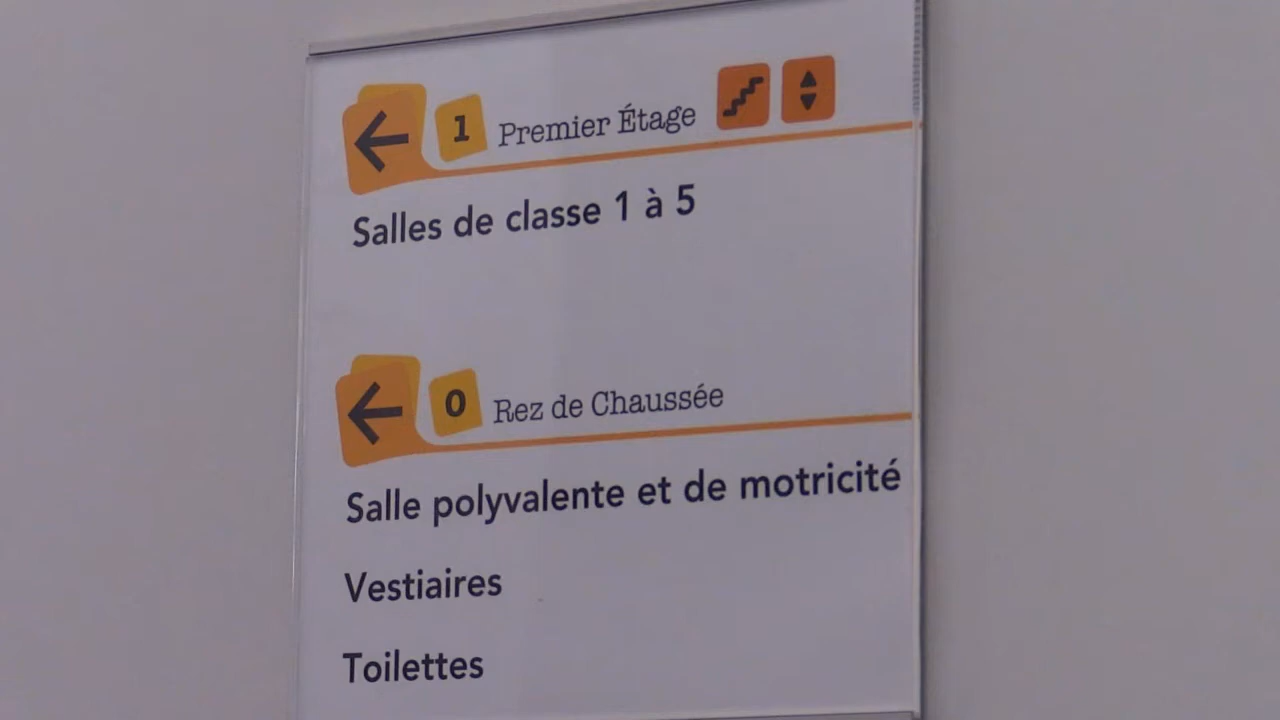 1 Premier Étage
Salles de classe 1 à 5
0 Rez de Chaussée
Salle polyvalente et de motricité
Vestiaires
Toilettes